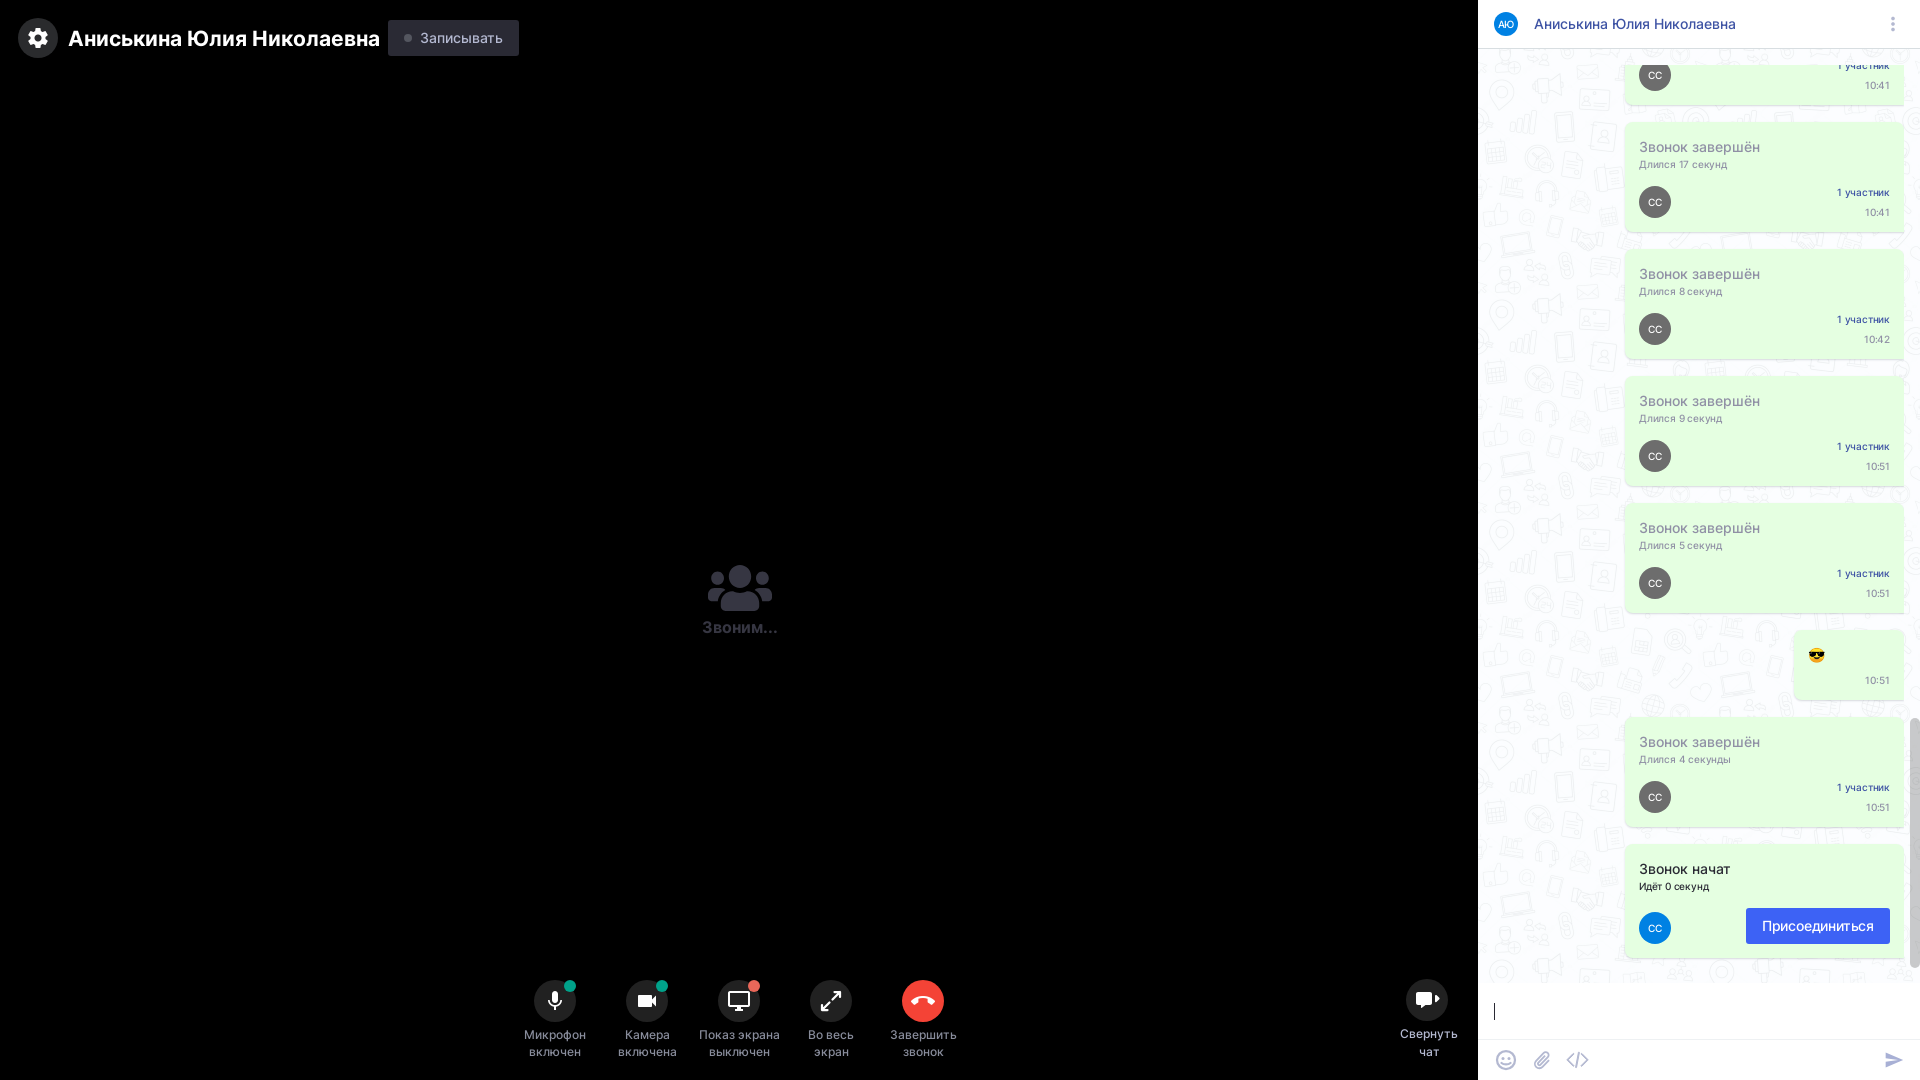 Аниськина Юлия Николаевна
Записывать
Звоним...
Микрофон
включен
Камера
включена
Показ экрана
выключен
Во весь
экран
Завершить
звонок
Свернуть
чат
АЮ
Аниськина Юлия Николаевна
СС
1 участник
10:41
Звонок завершён
Длился 17 секунд
СС
1 участник
10:41
Звонок завершён
Длился 8 секунд
СС
1 участник
10:42
Звонок завершён
Длился 9 секунд
СС
1 участник
10:51
Звонок завершён
Длился 5 секунд
СС
1 участник
10:51
😎
10:51
Звонок завершён
Длился 4 секунды
СС
1 участник
10:51
Звонок начат
Идёт 0 секунд
СС
Присоединиться